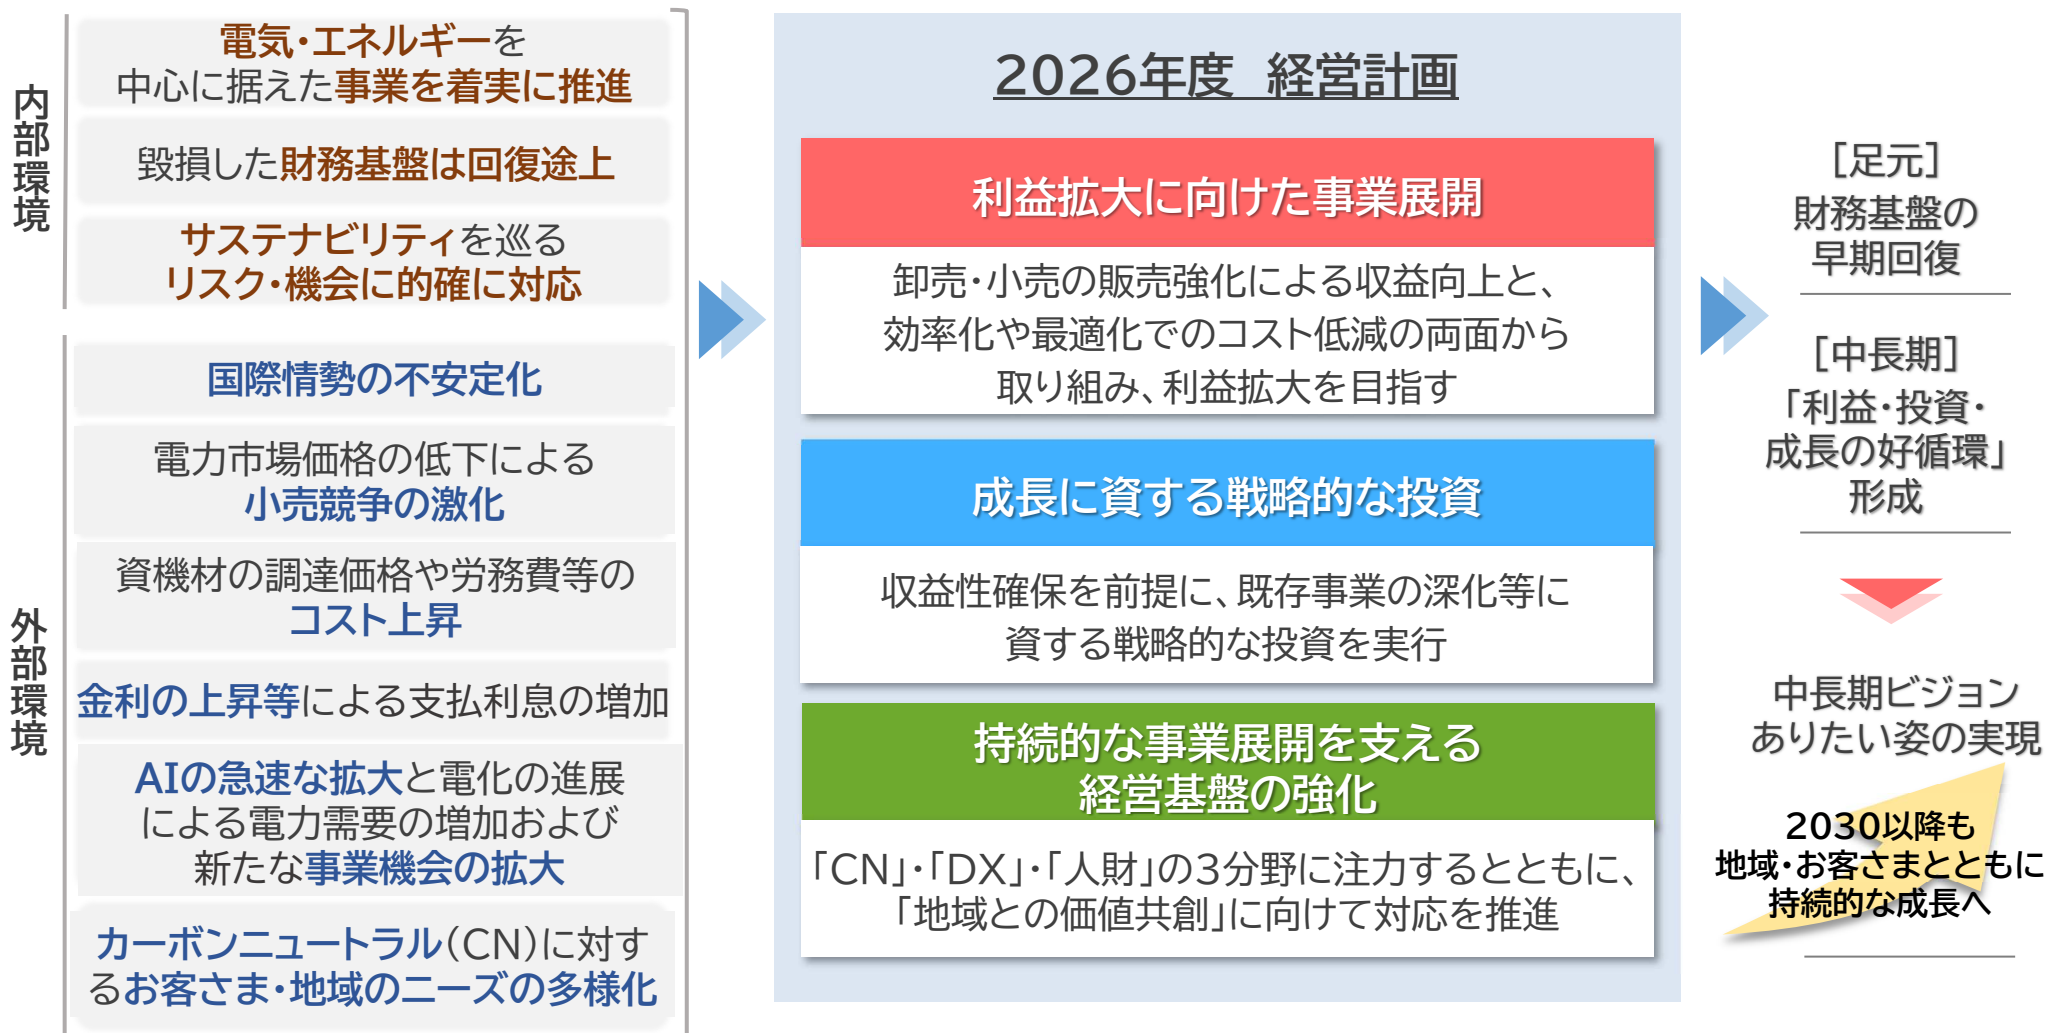 内部環境
電気・エネルギーを
中心に据えた事業を着実に推進
毀損した財務基盤は回復途上
サステナビリティを巡る
リスク・機会に的確に対応
外部環境
国際情勢の不安定化
電力市場価格の低下による
小売競争の激化
資機材の調達価格や労務費等の
コスト上昇
金利の上昇等による支払利息の増加
AIの急速な拡大と電化の進展
による電力需要の増加および
新たな事業機会の拡大
カーボンニュートラル(CN)に対す
るお客さま・地域のニーズの多様化
2026年度　経営計画
利益拡大に向けた事業展開
卸売・小売の販売強化による収益向上と、
効率化や最適化でのコスト低減の両面から
取り組み、利益拡大を目指す
成長に資する戦略的な投資
収益性確保を前提に、既存事業の深化等に
資する戦略的な投資を実行
持続的な事業展開を支える
経営基盤の強化
「CN」・「DX」・「人財」の3分野に注力するとともに、
「地域との価値共創」に向けて対応を推進
[足元]
財務基盤の
早期回復
[中長期]
「利益・投資・
成長の好循環」
形成
中長期ビジョン
ありたい姿の実現
2030以降も
地域・お客さまとともに
持続的な成長へ